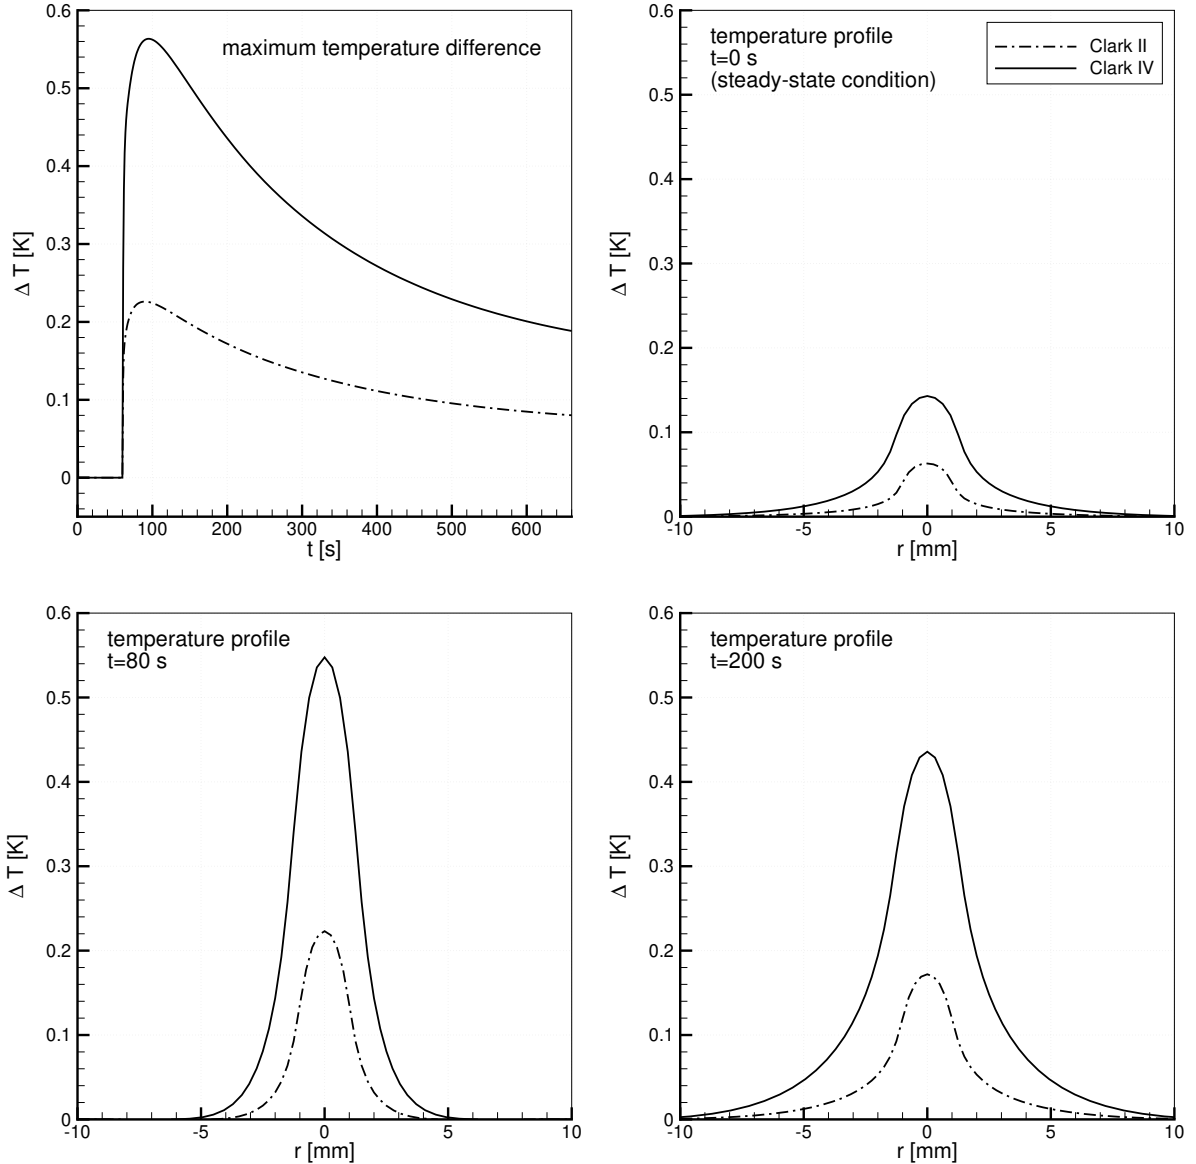 maximum temperature difference
0.6
0.5
0.4
0.3
0.2
0.1
0
Δ T [K]
0 100 200 300 400 500 600
t [s]
temperature profile
t=0 s
(steady-state condition)
Clark II
Clark IV
0.6
0.5
0.4
0.3
0.2
0.1
0
Δ T [K]
-10 -5 0 5 10
r [mm]
temperature profile
t=80 s
0.6
0.5
0.4
0.3
0.2
0.1
0
Δ T [K]
-10 -5 0 5 10
r [mm]
temperature profile
t=200 s
0.6
0.5
0.4
0.3
0.2
0.1
0
Δ T [K]
-10 -5 0 5 10
r [mm]